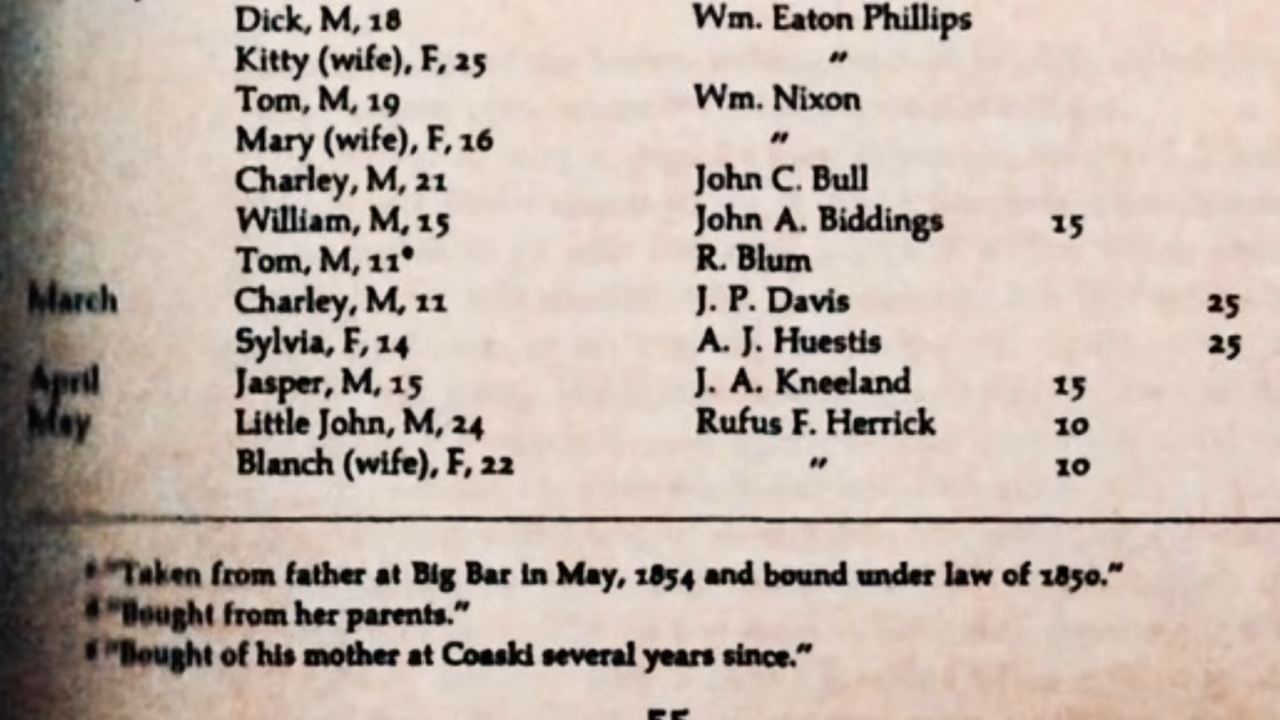 Dick, M, 18 Wm. Eaton Phillips
Kitty (wife), F, 25 "
Tom, M, 19 Wm. Nixon
Mary (wife), F, 16 "
Charley, M, 21 John C. Bull
William, M, 15 John A. Biddings 15
Tom, M, 11* R. Blum
March Charley, M, 11 J. P. Davis 25
Sylvia, F, 14 A. J. Huestis 25
April Jasper, M, 15 J. A. Kneeland 15
May Little John, M, 24 Rufus F. Herrick 10
Blanch (wife), F, 22 " 10
"Taken from father at Big Bar in May, 1854 and bound under law of 1850."
"Bought from her parents."
"Bought of his mother at Coaski several years since."
55